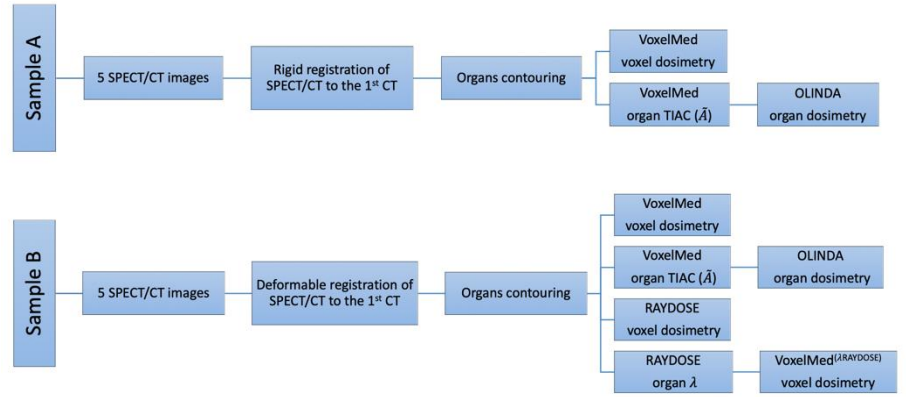 Sample A
5 SPECT/CT images
Rigid registration of
SPECT/CT to the 1st CT
Organs contouring
VoxelMed
voxel dosimetry
VoxelMed
organ TIAC (Ã)
OLINDA
organ dosimetry
Sample B
5 SPECT/CT images
Deformable registration of
SPECT/CT to the 1st CT
Organs contouring
VoxelMed
voxel dosimetry
VoxelMed
organ TIAC (Ã)
OLINDA
organ dosimetry
RAYDOSE
voxel dosimetry
RAYDOSE
organ λ
VoxelMed(λRAYDOSE)
voxel dosimetry